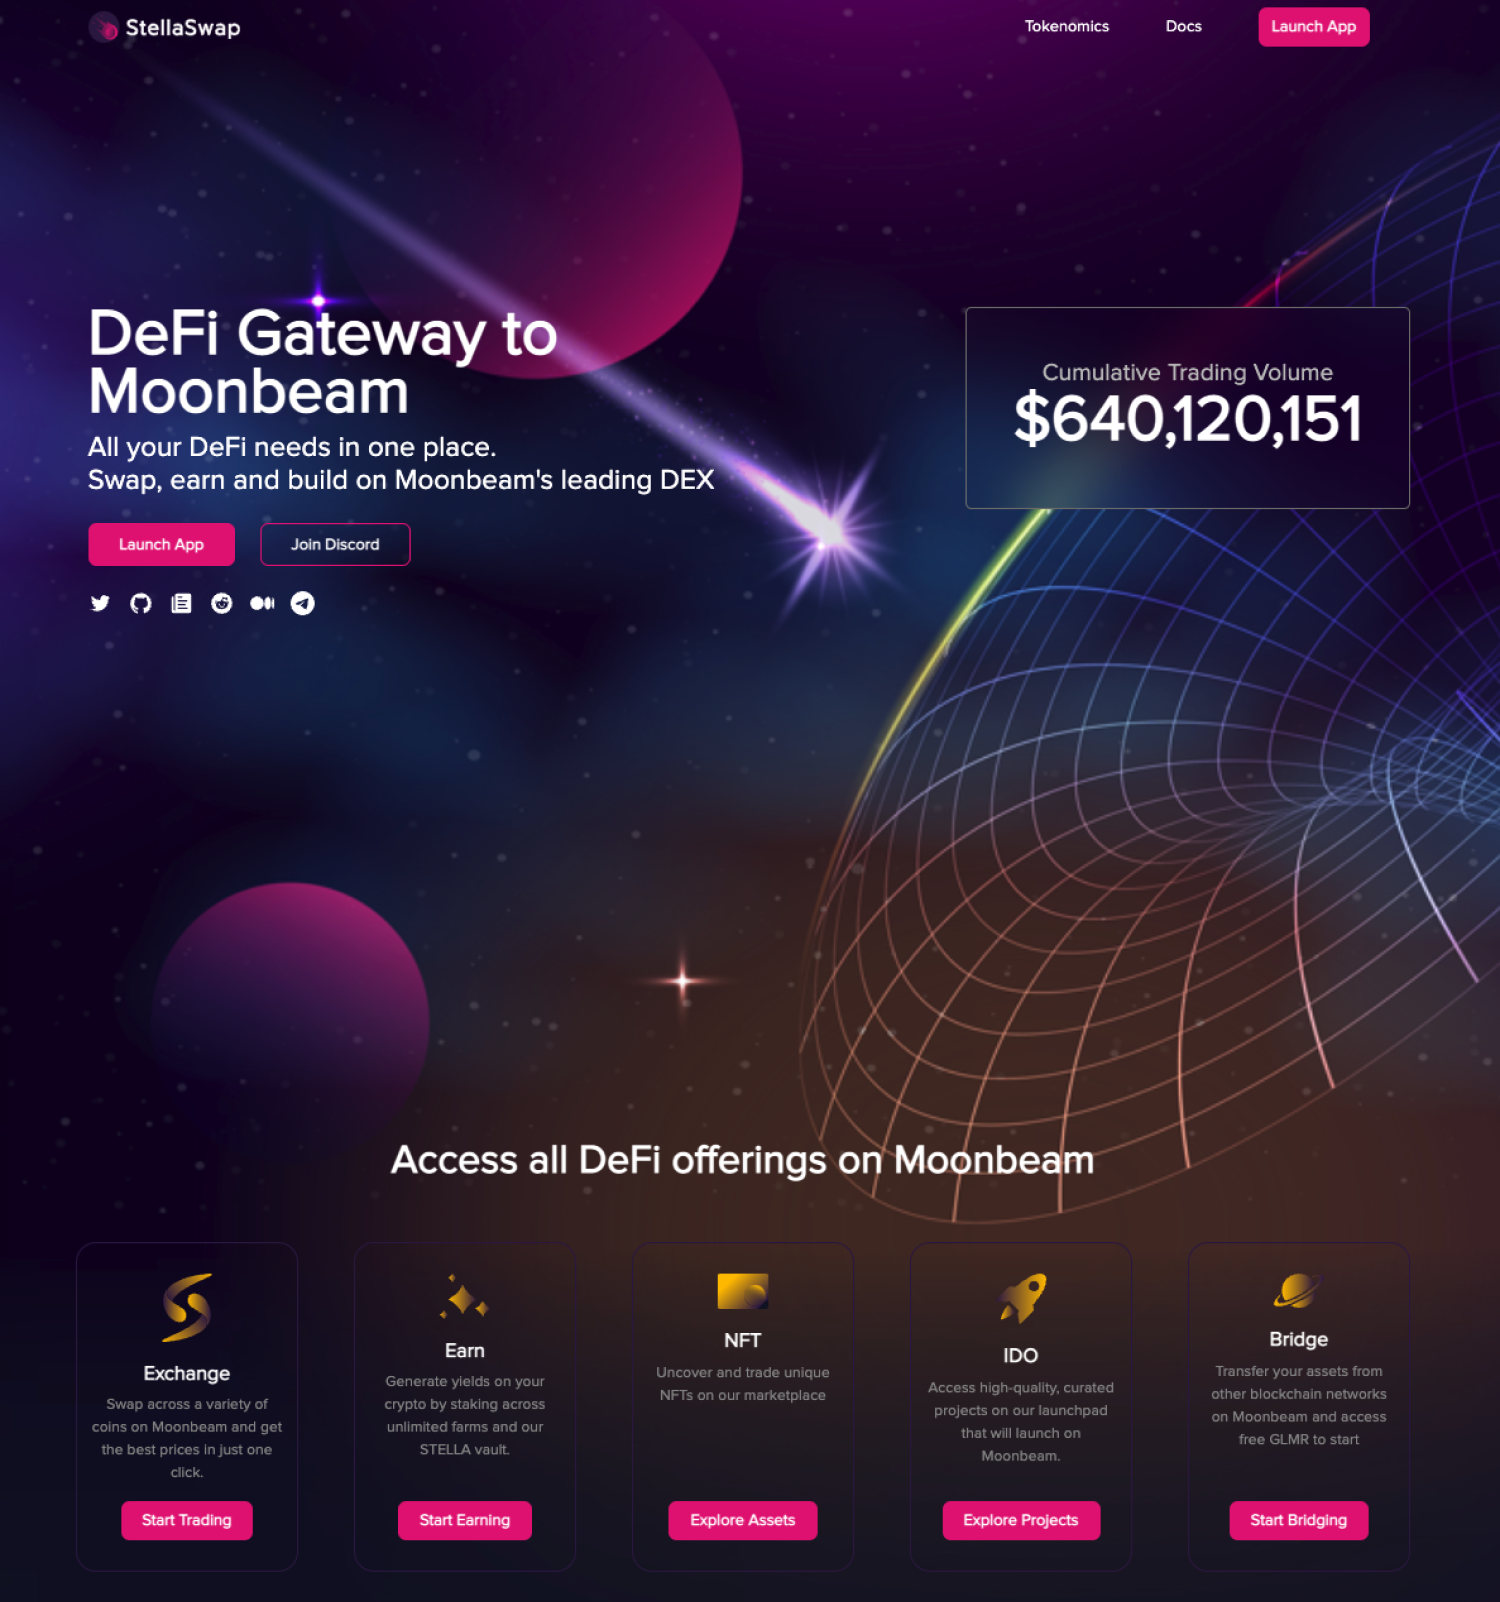 StellaSwap
Tokenomics
Docs
Launch App
DeFi Gateway to
Moonbeam
All your DeFi needs in one place.
Swap, earn and build on Moonbeam's leading DEX
Launch App
Join Discord
Cumulative Trading Volume
$640,120,151
Access all DeFi offerings on Moonbeam
Exchange
Swap across a variety of
coins on Moonbeam and get
the best prices in just one
click.
Start Trading
Earn
Generate yields on your
crypto by staking across
unlimited farms and our
STELLA vault.
Start Earning
NFT
Uncover and trade unique
NFTs on our marketplace
Explore Assets
IDO
Access high-quality, curated
projects on our launchpad
that will launch on
Moonbeam.
Explore Projects
Bridge
Transfer your assets from
other blockchain networks
on Moonbeam and access
free GLMR to start
Start Bridging